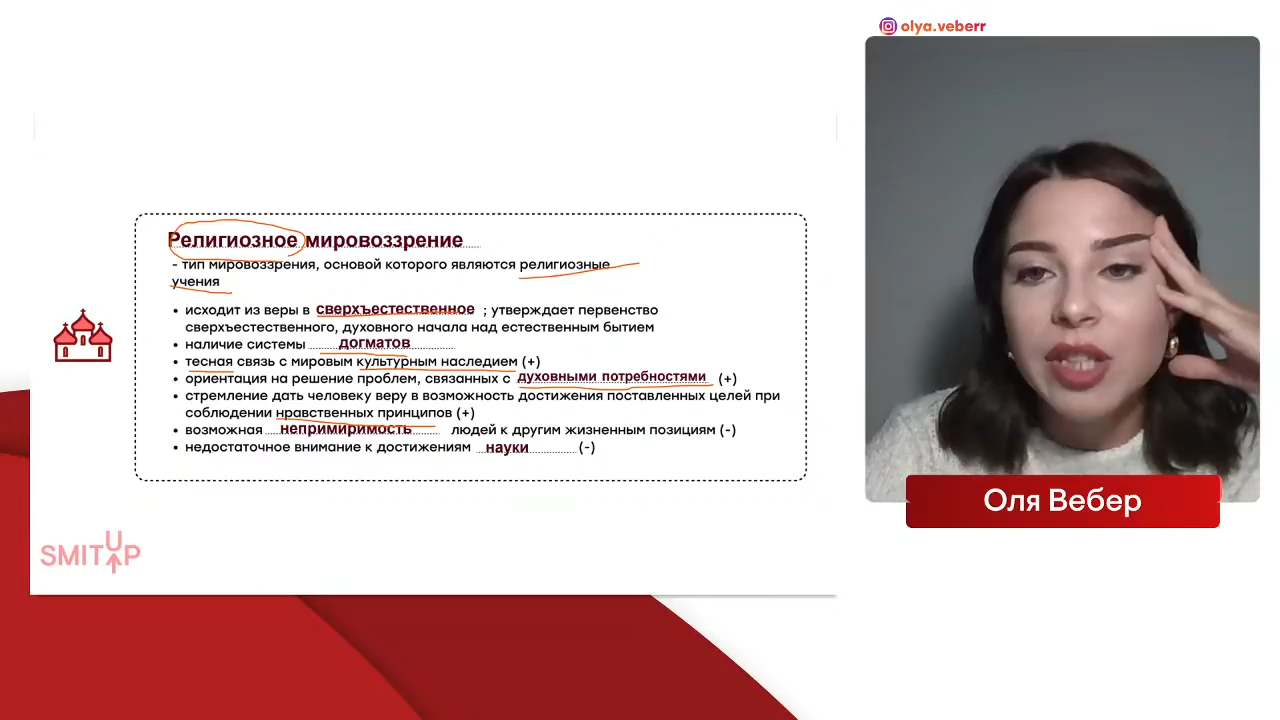 olya.veberr
Религиозное мировоззрение
- тип мировоззрения, основой которого являются религиозные
учения
• исходит из веры в сверхъестественное ; утверждает первенство
сверхъестественного, духовного начала над естественным бытием
• наличие системы догматов
• тесная связь с мировым культурным наследием (+)
• ориентация на решение проблем, связанных с духовными потребностями (+)
• стремление дать человеку веру в возможность достижения поставленных целей при
соблюдении нравственных принципов (+)
• возможная непримиримость людей к другим жизненным позициям (-)
• недостаточное внимание к достижениям науки (-)
Оля Вебер
SMITUP